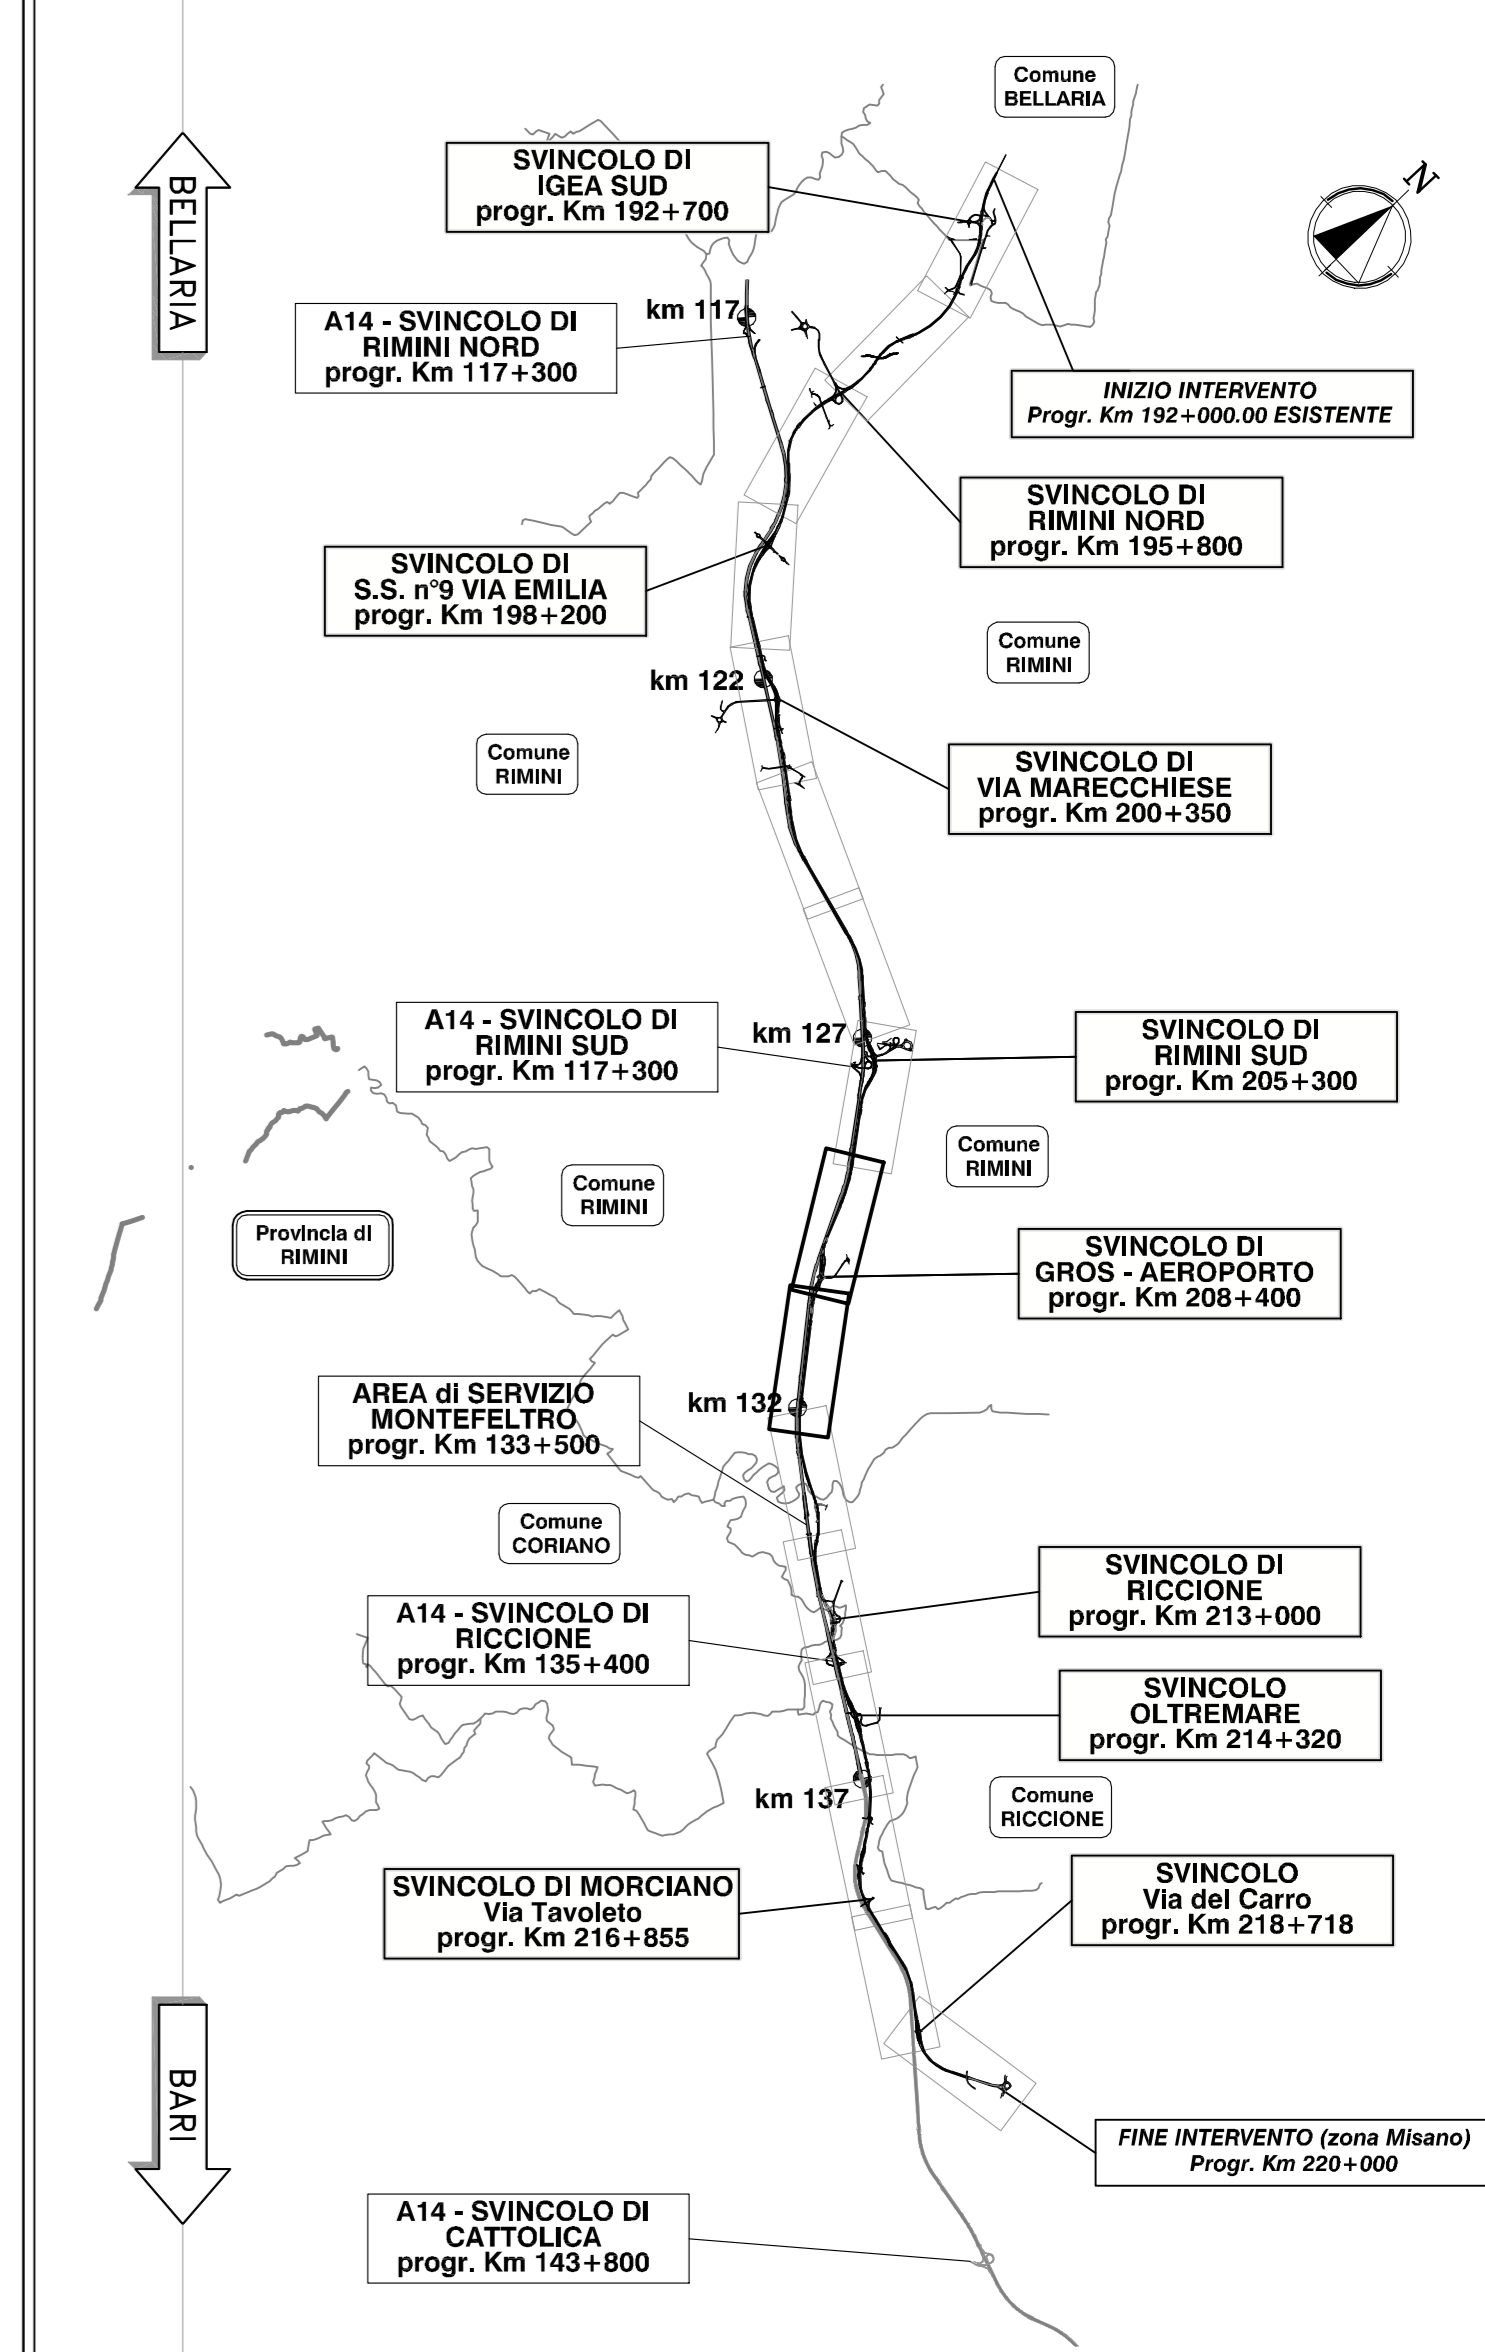 Comune
BELLARIA
SVINCOLO DI
IGEA SUD
progr. Km 192+700
N
BELLARIA
A14 - SVINCOLO DI
RIMINI NORD
progr. Km 117+300
km 117
INIZIO INTERVENTO
Progr. Km 192+000.00 ESISTENTE
SVINCOLO DI
RIMINI NORD
progr. Km 195+800
SVINCOLO DI
S.S. n°9 VIA EMILIA
progr. Km 198+200
Comune
RIMINI
km 122
Comune
RIMINI
SVINCOLO DI
VIA MARECCHIESE
progr. Km 200+350
A14 - SVINCOLO DI
RIMINI SUD
progr. Km 117+300
km 127
SVINCOLO DI
RIMINI SUD
progr. Km 205+300
Comune
RIMINI
Comune
RIMINI
Provincia di
RIMINI
SVINCOLO DI
GROS - AEROPORTO
progr. Km 208+400
AREA di SERVIZIO
MONTEFELTRO
progr. Km 133+500
km 132
Comune
CORIANO
SVINCOLO DI
RICCIONE
progr. Km 213+000
A14 - SVINCOLO DI
RICCIONE
progr. Km 135+400
SVINCOLO
OLTREMARE
progr. Km 214+320
km 137
Comune
RICCIONE
SVINCOLO DI MORCIANO
Via Tavoleto
progr. Km 216+855
SVINCOLO
Via del Carro
progr. Km 218+718
BARI
FINE INTERVENTO (zona Misano)
Progr. Km 220+000
A14 - SVINCOLO DI
CATTOLICA
progr. Km 143+800